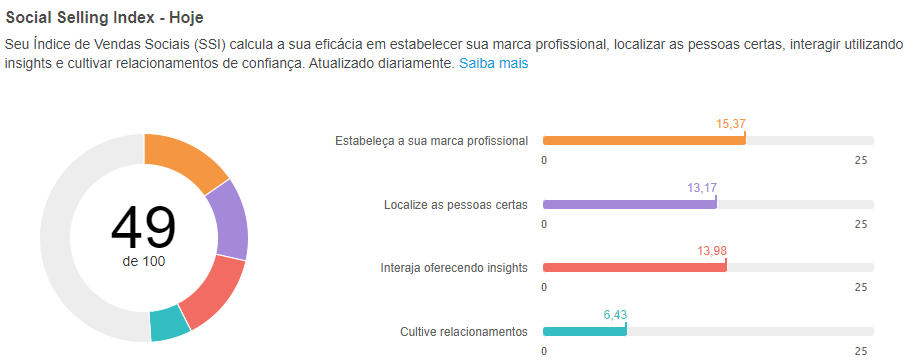 Social Selling Index - Hoje
Seu Índice de Vendas Sociais (SSI) calcula a sua eficácia em estabelecer sua marca profissional, localizar as pessoas certas, interagir utilizando
insights e cultivar relacionamentos de confiança. Atualizado diariamente. Saiba mais
49
de 100
Estabeleça a sua marca profissional
15,37
0 25
Localize as pessoas certas
13,17
0 25
Interaja oferecendo insights
13,98
0 25
Cultive relacionamentos
6,43
0 25